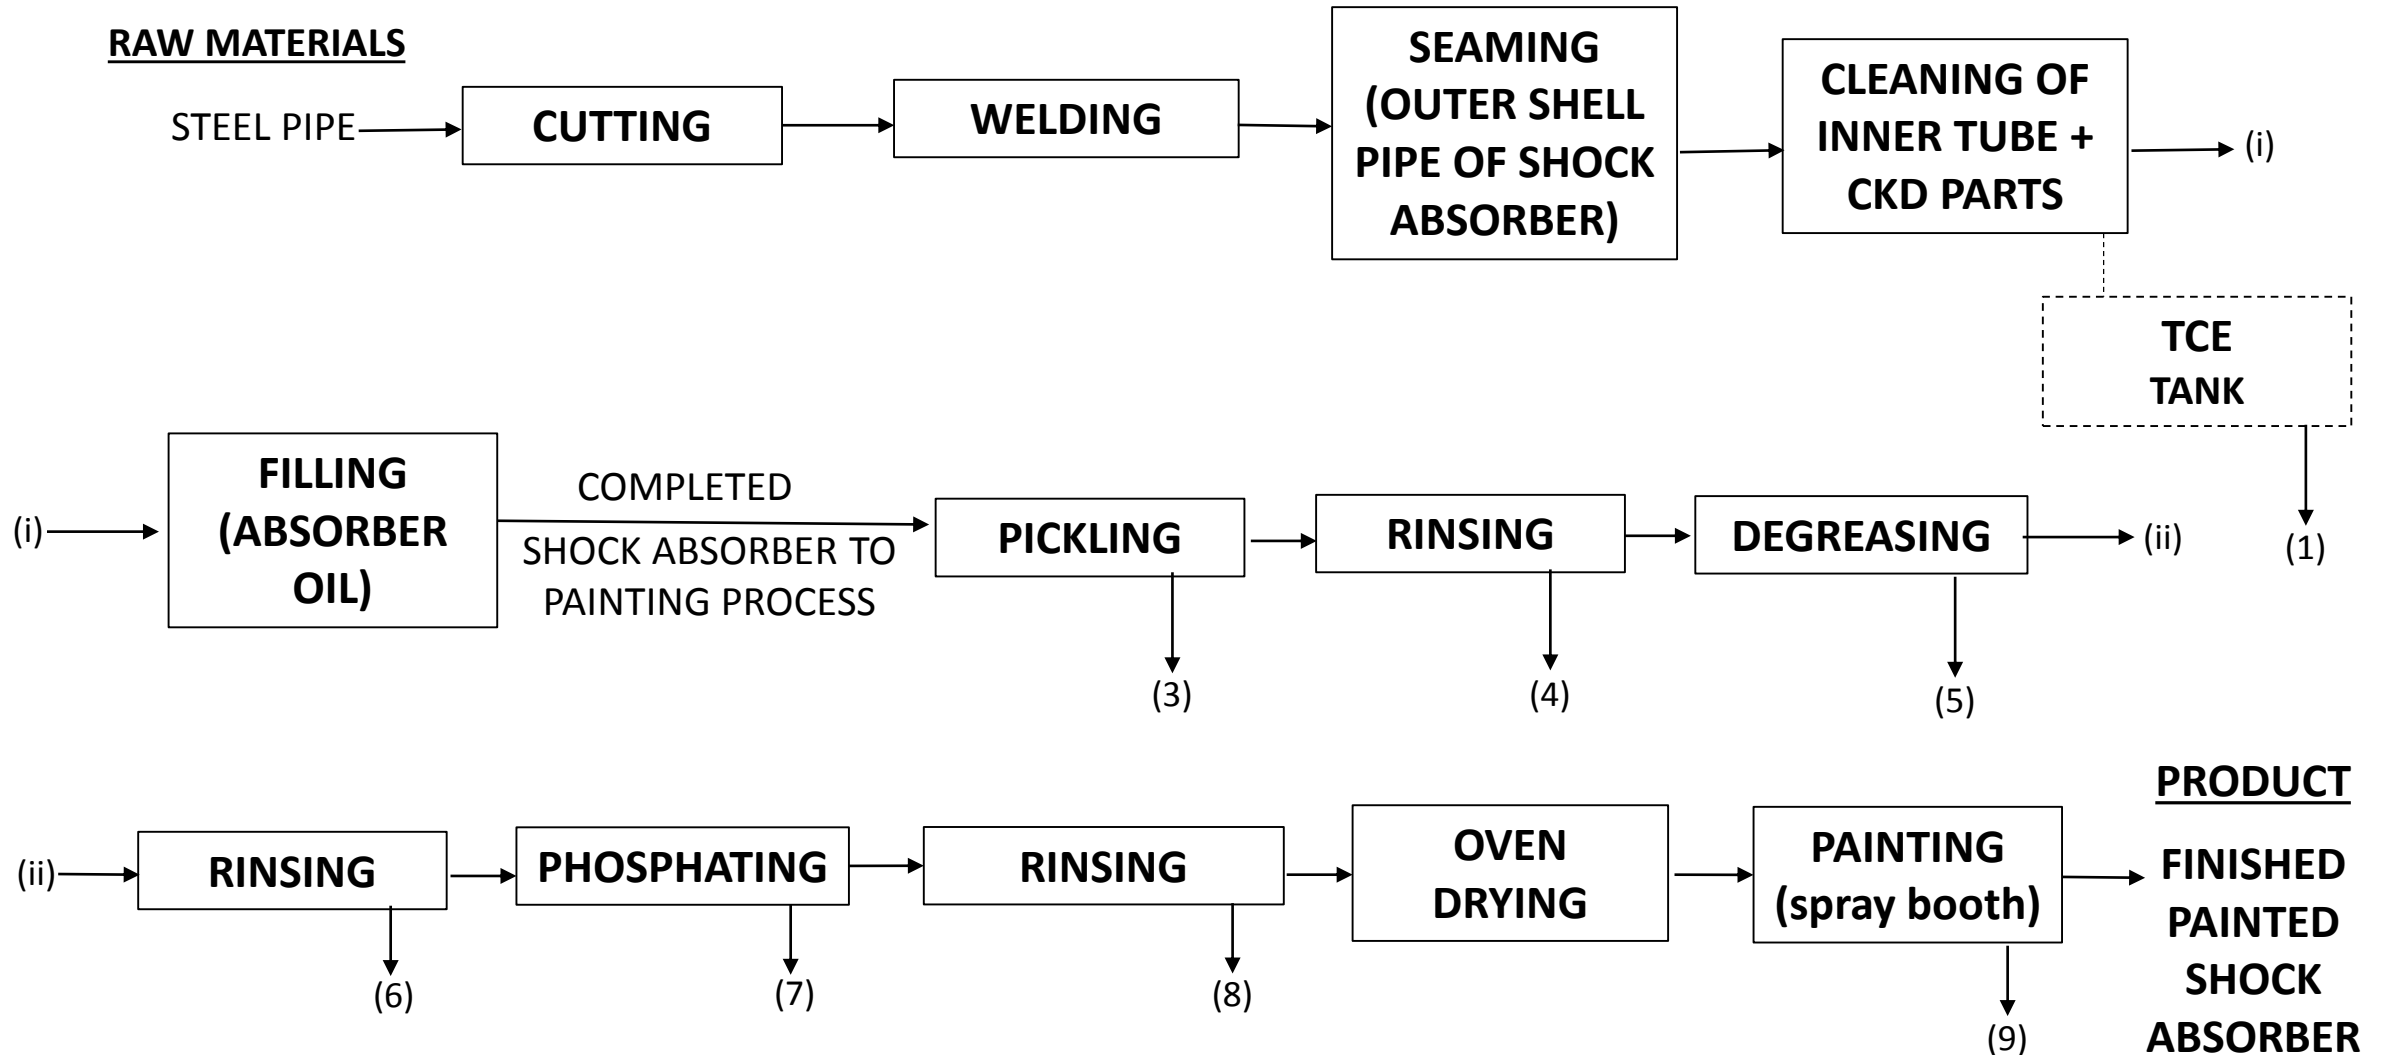 RAW MATERIALS
STEEL PIPE
CUTTING
WELDING
SEAMING
(OUTER SHELL
PIPE OF SHOCK
ABSORBER)
CLEANING OF
INNER TUBE +
CKD PARTS
(i)
TCE
TANK
(1)
(i)
FILLING
(ABSORBER
OIL)
COMPLETED
SHOCK ABSORBER TO
PAINTING PROCESS
PICKLING
(3)
RINSING
(4)
DEGREASING
(5)
(ii)
(ii)
RINSING
(6)
PHOSPHATING
(7)
RINSING
(8)
OVEN
DRYING
PAINTING
(spray booth)
(9)
PRODUCT
FINISHED
PAINTED
SHOCK
ABSORBER